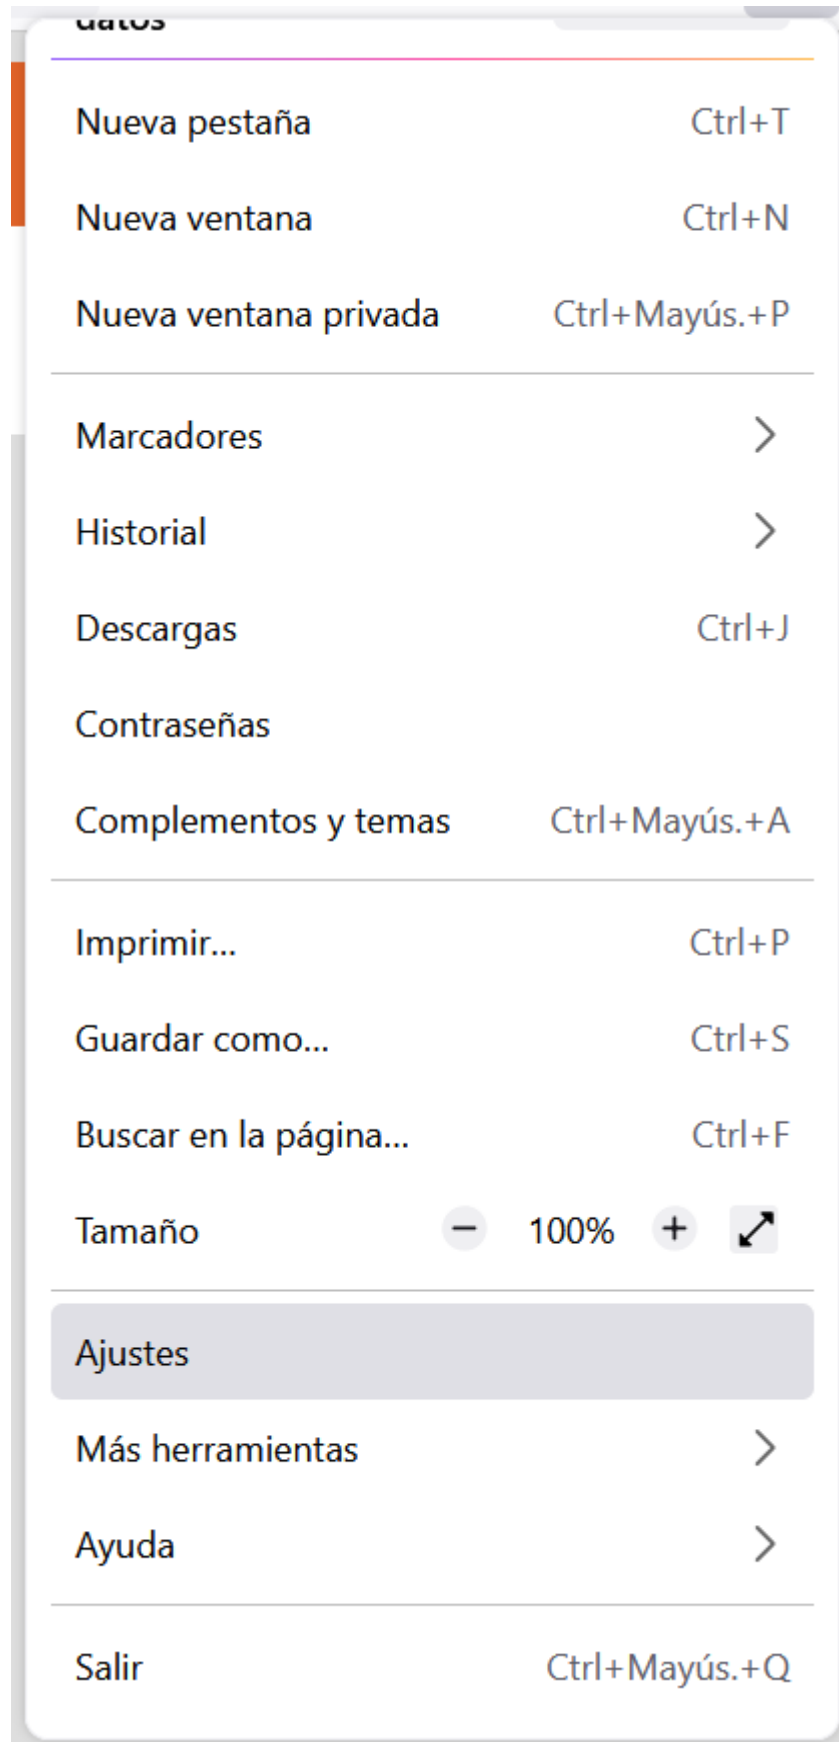 datos
Nueva pestaña Ctrl+T
Nueva ventana Ctrl+N
Nueva ventana privada Ctrl+Mayús.+P
Marcadores
Historial
Descargas Ctrl+J
Contraseñas
Complementos y temas Ctrl+Mayús.+A
Imprimir... Ctrl+P
Guardar como... Ctrl+S
Buscar en la página... Ctrl+F
Tamaño − 100% +
Ajustes
Más herramientas
Ayuda
Salir Ctrl+Mayús.+Q